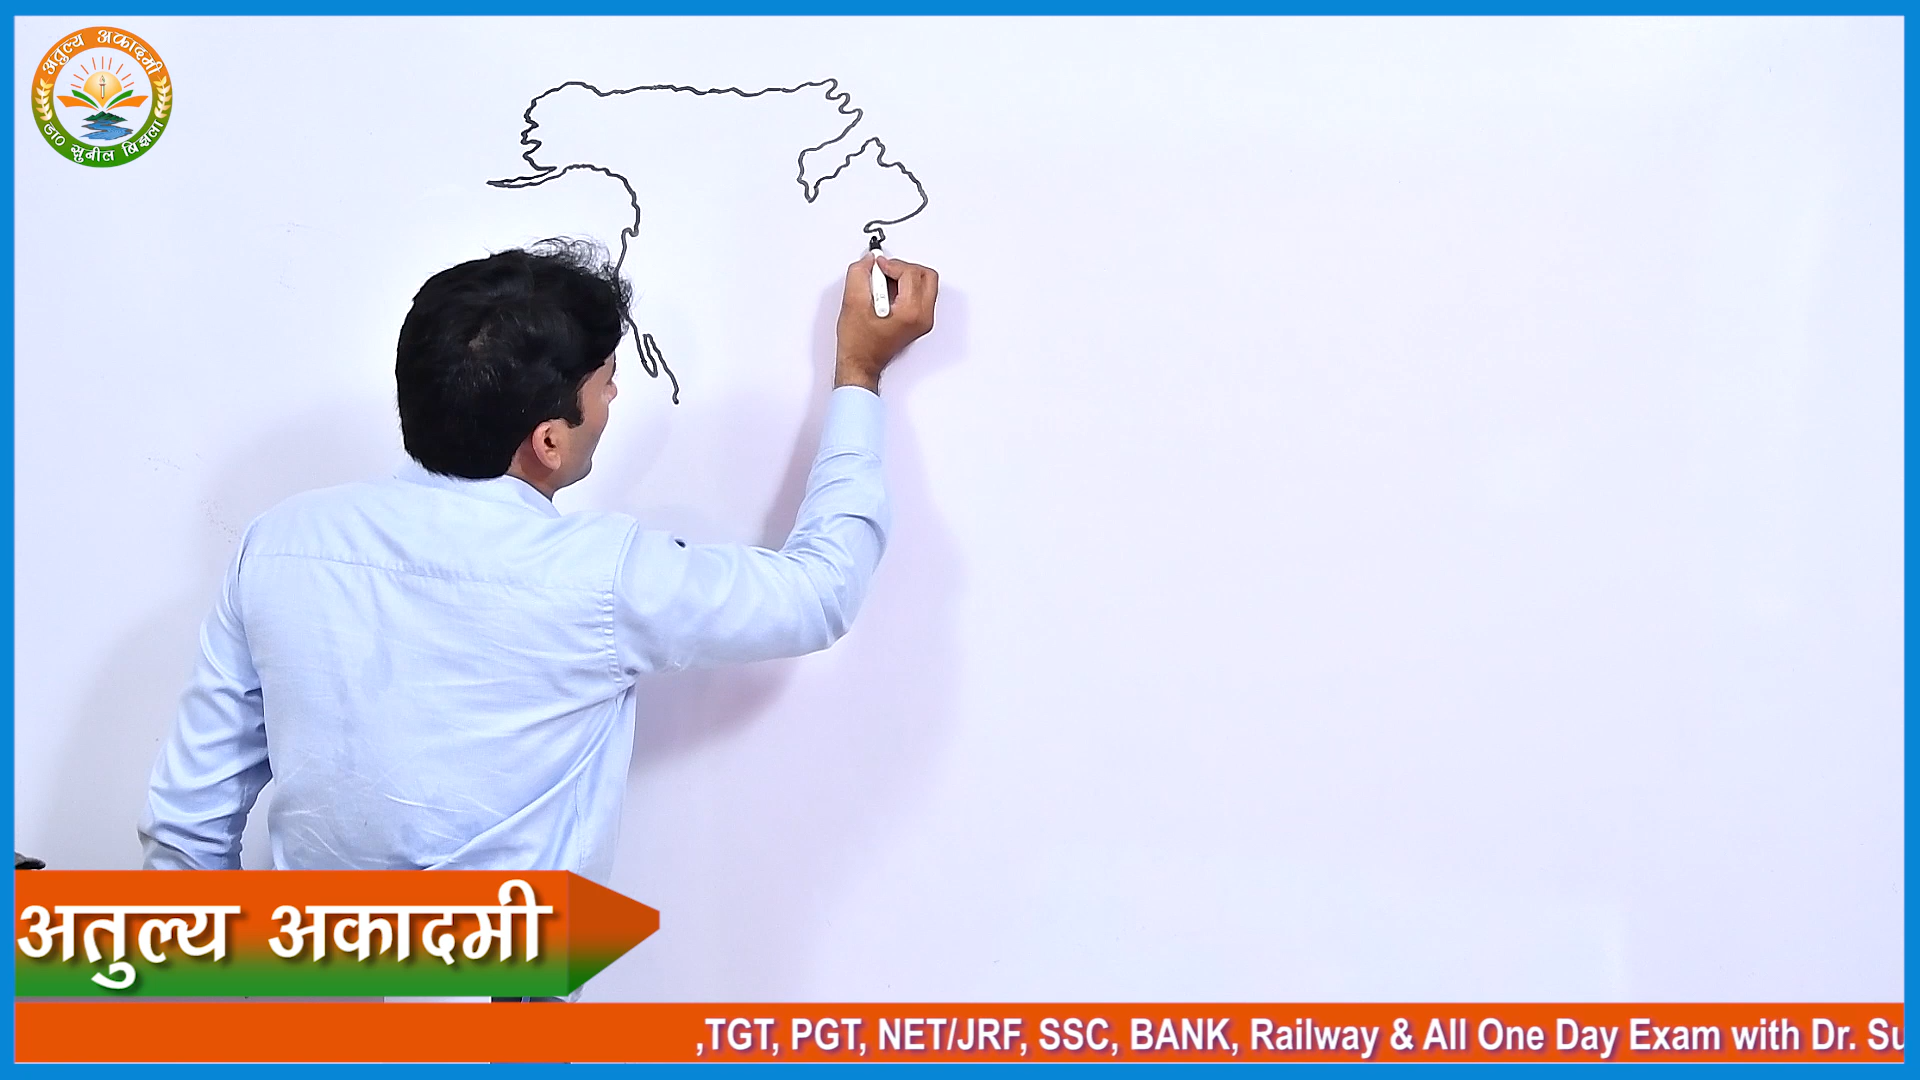 अतुल्य अकादमी
डा० सुनील बिझला
अतुल्य अकादमी
,TGT, PGT, NET/JRF, SSC, BANK, Railway & All One Day Exam with Dr. Su